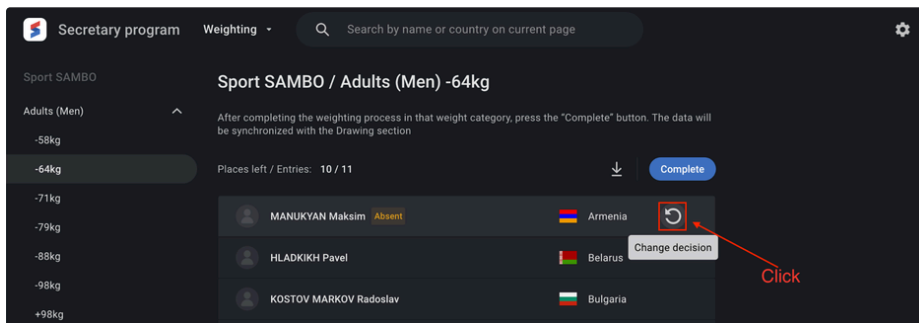 Secretary program
Weighting
Search by name or country on current page
Sport SAMBO
Adults (Men)
-58kg
-64kg
-71kg
-79kg
-88kg
-98kg
+98kg
Sport SAMBO / Adults (Men) -64kg
After completing the weighting process in that weight category, press the "Complete" button. The data will
be synchronized with the Drawing section
Places left / Entries: 10 / 11
Complete
MANUKYAN Maksim Absent Armenia
Change decision
HLADKIKH Pavel Belarus
Click
KOSTOV MARKOV Radoslav Bulgaria